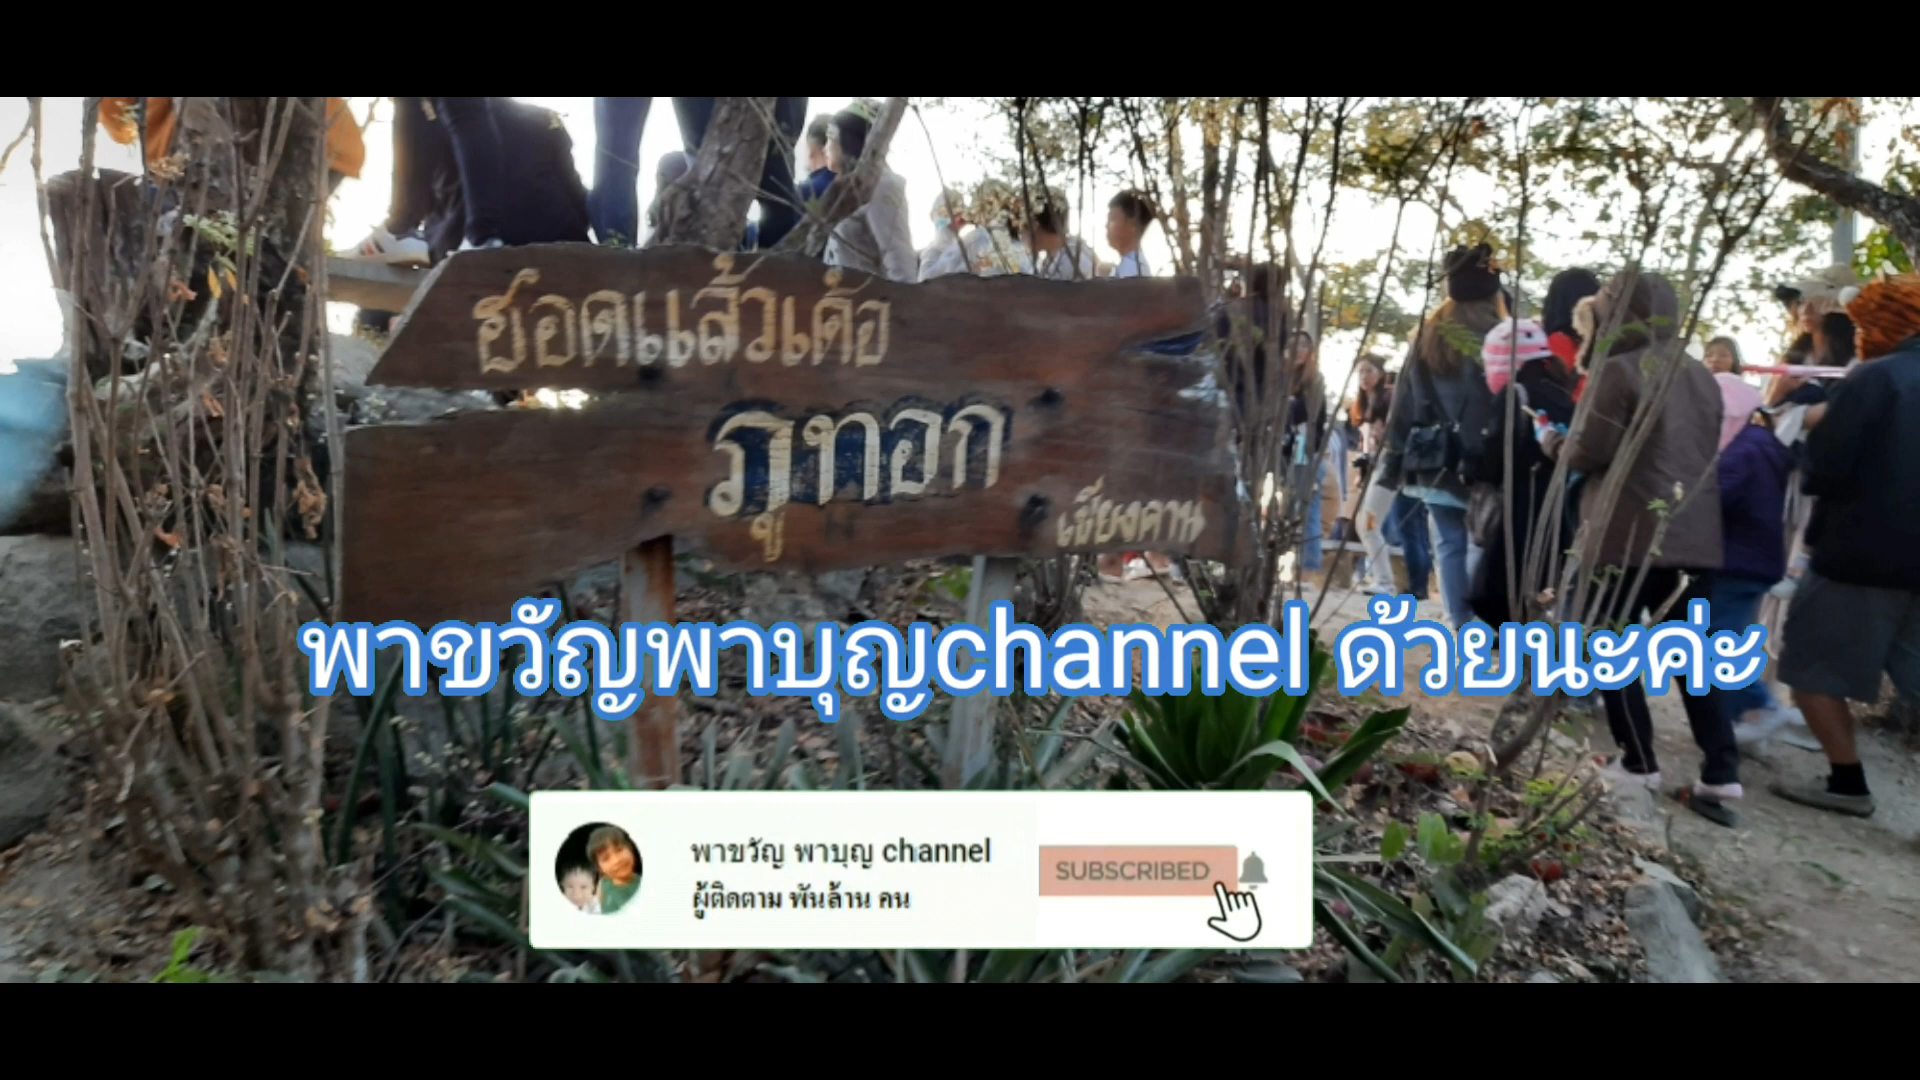 ฮอดแล้วเด้อ
ภูทอก
เชียงคาน
พาขวัญพาบุญchannel ด้วยนะค่ะ
พาขวัญ พาบุญ channel
ผู้ติดตาม พันล้าน คน
SUBSCRIBED